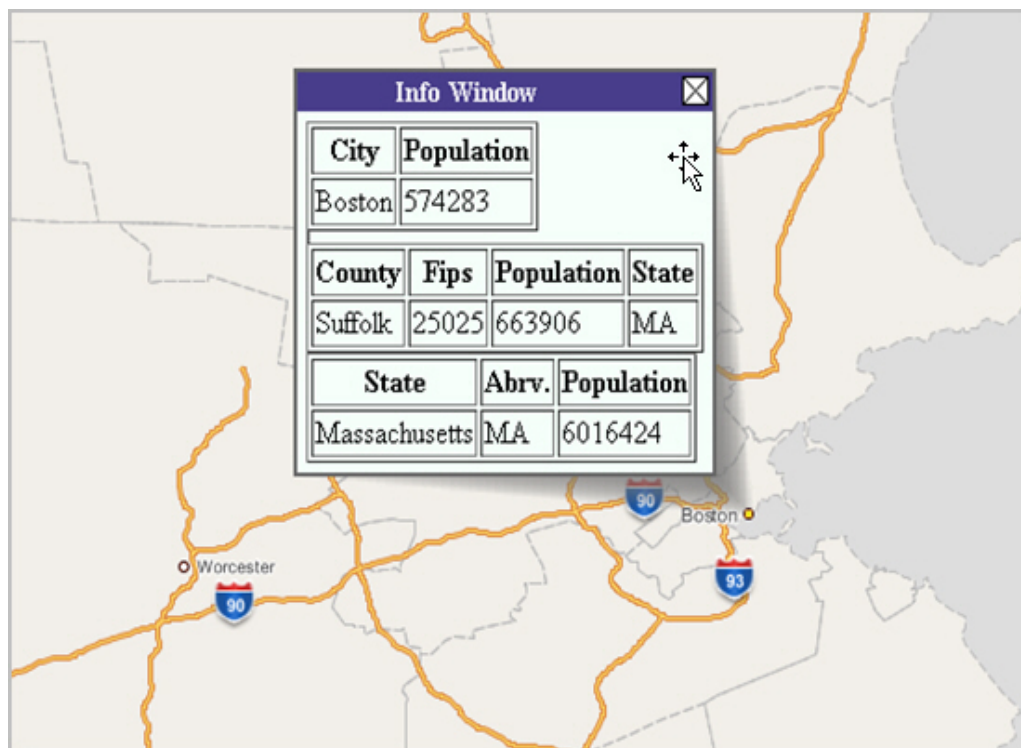 Info Window
City Population
Boston 574283
County Fips Population State
Suffolk 25025 663906 MA
State Abrv. Population
Massachusetts MA 6016424
90
Boston
Worcester
93
90